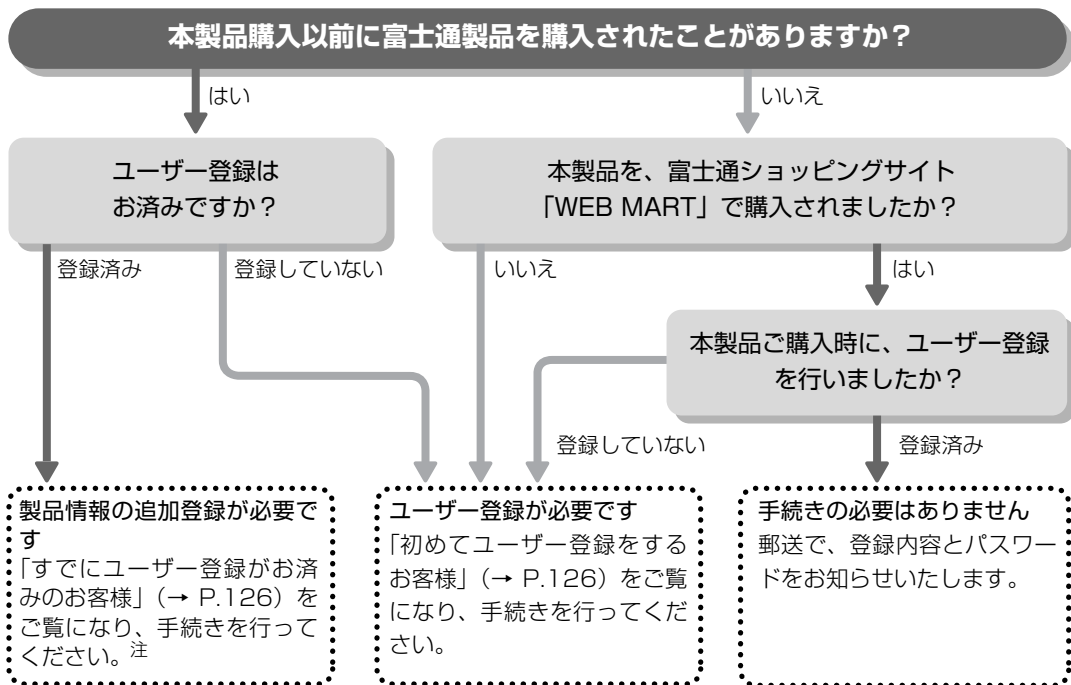 本製品購入以前に富士通製品を購入されたことがありますか？
はい
いいえ
ユーザー登録は
お済みですか？
本製品を、富士通ショッピングサイト
「WEB MART」で購入されましたか？
登録済み
登録していない
いいえ
はい
本製品ご購入時に、ユーザー登録
を行いましたか？
登録していない
登録済み
製品情報の追加登録が必要で
す
「すでにユーザー登録がお済
みのお客様」（→ P.126）を
ご覧になり、手続きを行って
ください。注
ユーザー登録が必要です
「初めてユーザー登録をする
お客様」（→ P.126）をご覧
になり、手続きを行ってくだ
さい。
手続きの必要はありません
郵送で、登録内容とパスワー
ドをお知らせいたします。